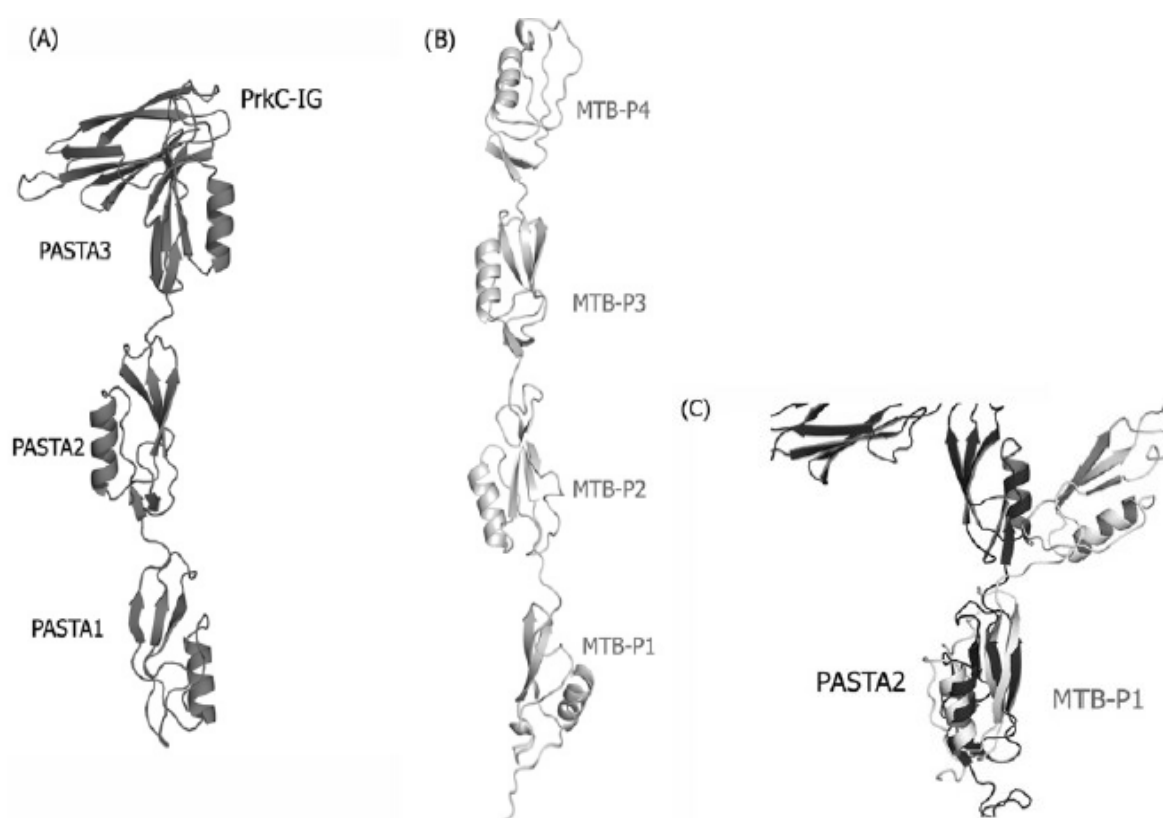 (A)
PrkC-IG
PASTA3
PASTA2
PASTA1
(B)
MTB-P4
MTB-P3
MTB-P2
MTB-P1
(C)
PASTA2
MTB-P1